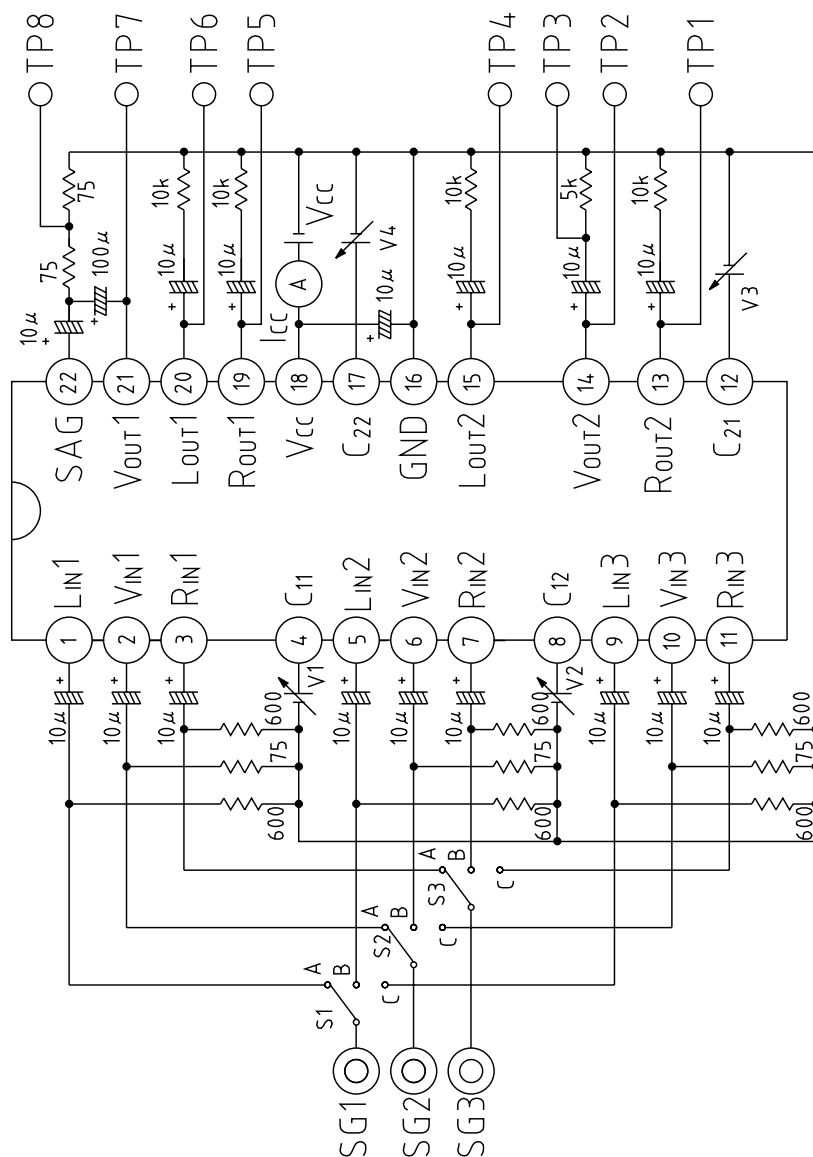 TP8
TP7
TP6
TP5
TP4
TP3
TP2
TP1
75
10k
10k
VCC
V4
10k
5k
10k
75
100μ
10μ
10μ
A
10μ
10μ
10μ
10μ
V3
10μ
+
+
+
+
ICC
+
+
+
+
22
21
20
19
18
17
16
15
14
13
12
SAG
VOUT1
LOUT1
ROUT1
VCC
C22
GND
LOUT2
VOUT2
ROUT2
C21
LIN1
VIN1
RIN1
C11
LIN2
VIN2
RIN2
C12
LIN3
VIN3
RIN3
1
2
3
4
5
6
7
8
9
10
11
+
+
+
V1
+
+
+
V2
+
+
+
10μ
10μ
10μ
10μ
10μ
10μ
10μ
10μ
10μ
600
75
600
600
75
600
600
75
600
A
B
C
S3
A
B
C
S2
A
B
C
S1
SG1
SG2
SG3